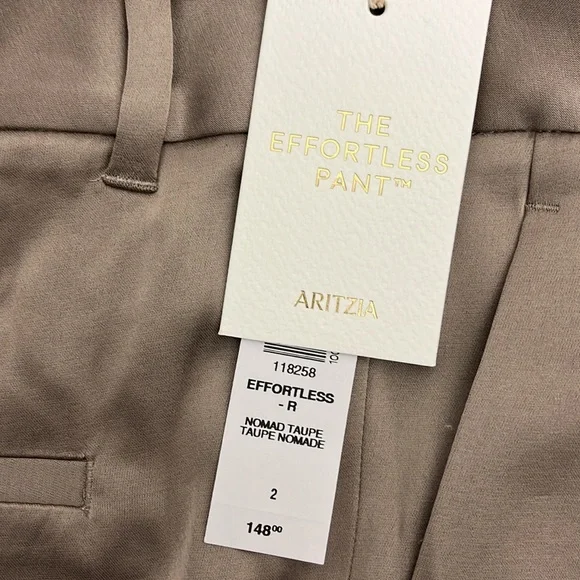 THE
EFFORTLESS
PANT™
ARITZIA
118258
EFFORTLESS
- R
NOMAD TAUPE
TAUPE NOMADE
2
148⁰⁰